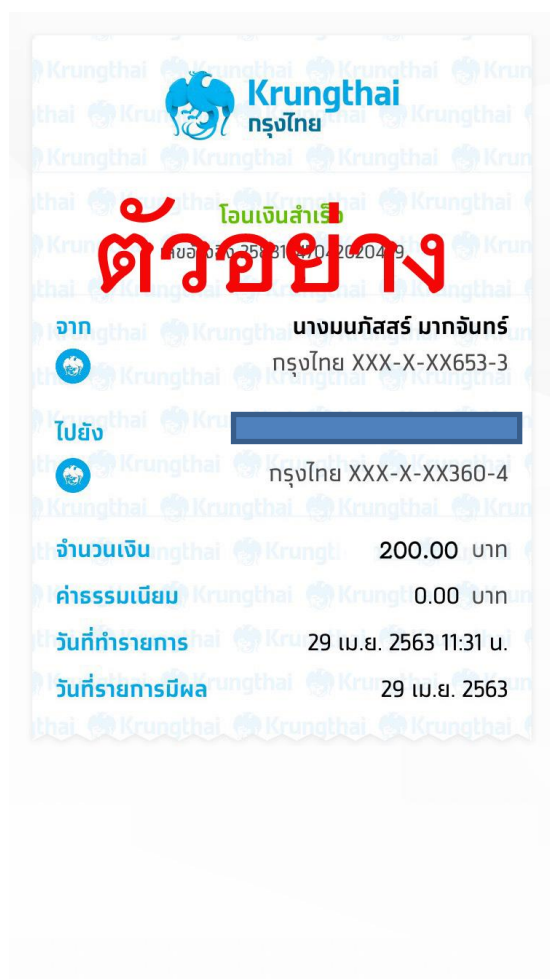 Krungthai
กรุงไทย
โอนเงินสำเร็จ
ตัวอย่าง
จาก
นางมนภัสสร์ มากจันทร์
กรุงไทย XXX-X-XX653-3
ไปยัง
กรุงไทย XXX-X-XX360-4
จำนวนเงิน 200.00 บาท
ค่าธรรมเนียม 0.00 บาท
วันที่ทำรายการ 29 เม.ย. 2563 11:31 น.
วันที่รายการมีผล 29 เม.ย. 2563